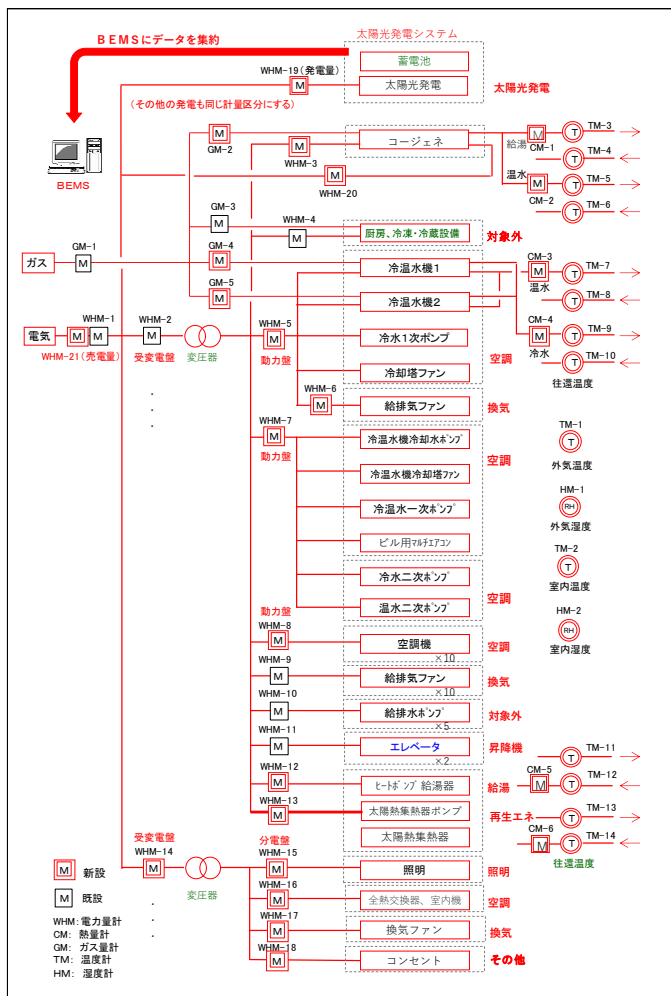 太陽光発電システム
BEMSにデータを集約
蓄電池
WHM-19(発電量)
M
太陽光発電
太陽光発電
(その他の発電も同じ計量区分にする)
BEMS
M
GM-2
M
WHM-3
コージェネ
M
給湯
T
TM-3
CM-1
T
TM-4
M
WHM-20
温水
M
T
TM-5
CM-2
T
TM-6
GM-3
M
WHM-4
M
厨房、冷凍・冷蔵設備
対象外
ガス
GM-1
M
GM-4
M
冷温水機1
CM-3
M
温水
T
TM-7
GM-5
M
冷温水機2
T
TM-8
電気
M
WHM-1
M
WHM-21(売電量)
WHM-2
M
受変電盤
変圧器
WHM-5
M
動力盤
冷水1次ポンプ
空調
CM-4
M
冷水
T
TM-9
冷却塔ファン
T
TM-10
往還温度
WHM-6
M
給排気ファン
換気
WHM-7
M
動力盤
冷温水機冷却水ポンプ
空調
TM-1
T
外気温度
冷温水機冷却塔ファン
冷温水一次ポンプ
HM-1
RH
外気湿度
ビル用マルチエアコン
TM-2
T
室内温度
冷水二次ポンプ
空調
温水二次ポンプ
HM-2
RH
室内湿度
動力盤
WHM-8
M
空調機
×10
空調
WHM-9
M
給排気ファン
×10
換気
WHM-10
M
給排水ポンプ
×5
対象外
WHM-11
M
エレベータ
×2
昇降機
T
TM-11
WHM-12
M
ヒートポンプ給湯器
給湯
CM-5
M
T
TM-12
WHM-13
M
太陽熱集熱器ポンプ
再生エネ
T
TM-13
太陽熱集熱器
CM-6
M
T
TM-14
往還温度
受変電盤
WHM-14
M
変圧器
分電盤
WHM-15
M
照明
照明
WHM-16
M
全熱交換器、室内機
空調
WHM-17
M
換気ファン
換気
WHM-18
M
コンセント
その他
M 新設
M 既設
WHM:電力量計
CM: 熱量計
GM: ガス量計
TM: 温度計
HM: 湿度計